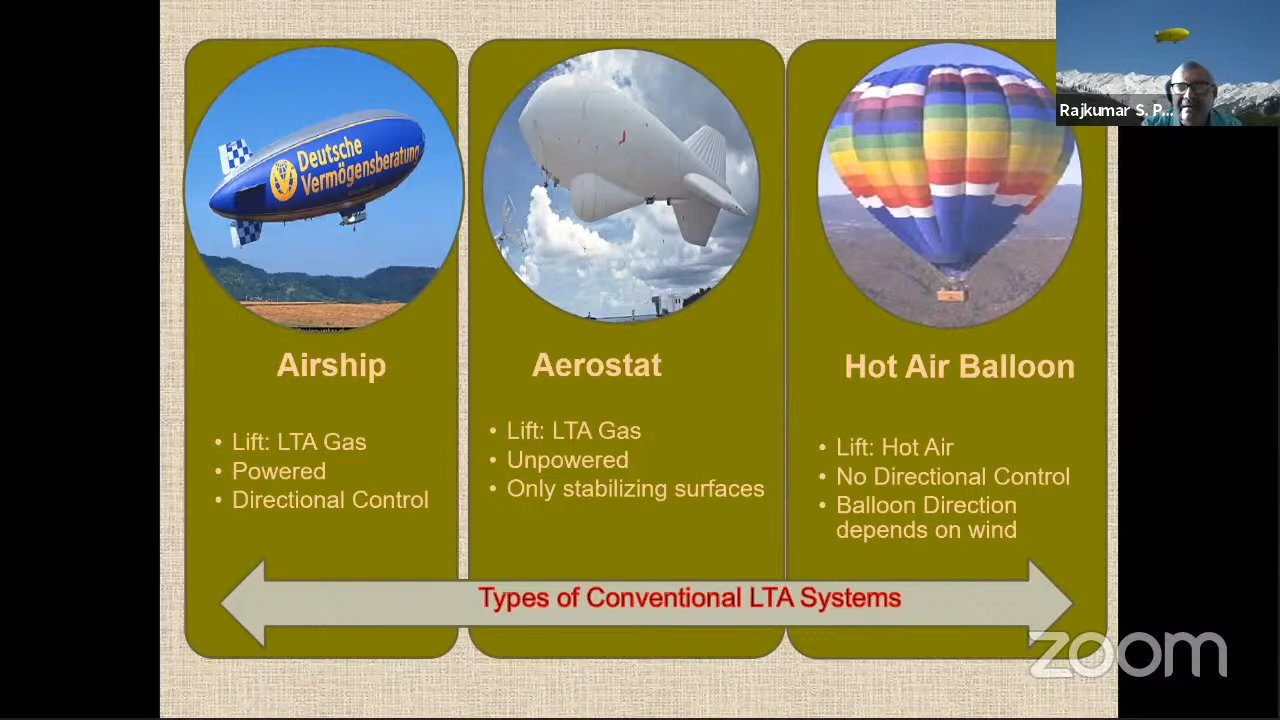 Deutsche
Vermögensberatung
Rajkumar S. P...
Airship
Aerostat
Hot Air Balloon
• Lift: LTA Gas
• Powered
• Directional Control
• Lift: LTA Gas
• Unpowered
• Only stabilizing surfaces
• Lift: Hot Air
• No Directional Control
• Balloon Direction
depends on wind
Types of Conventional LTA Systems
zoom